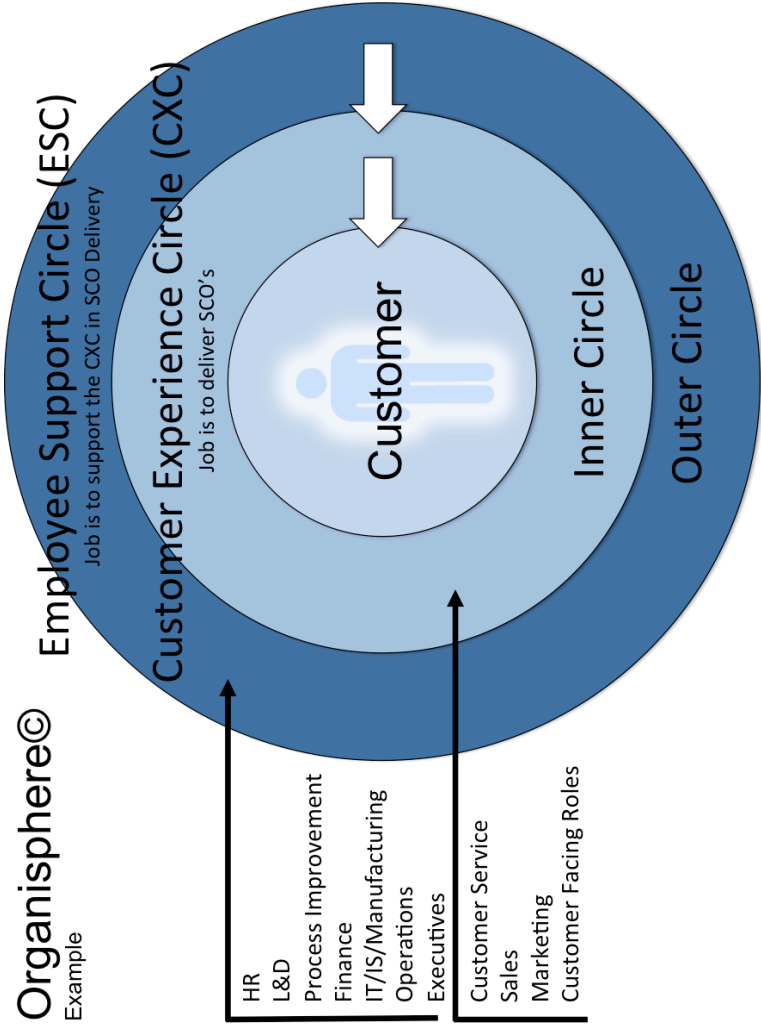 Organisphere©
Example
Employee Support Circle (ESC)
Job is to support the CXC in SCO Delivery
Customer Experience Circle (CXC)
Job is to deliver SCO’s
Customer
Inner Circle
Outer Circle
HR
L&D
Process Improvement
Finance
IT/IS/Manufacturing
Operations
Executives
Customer Service
Sales
Marketing
Customer Facing Roles